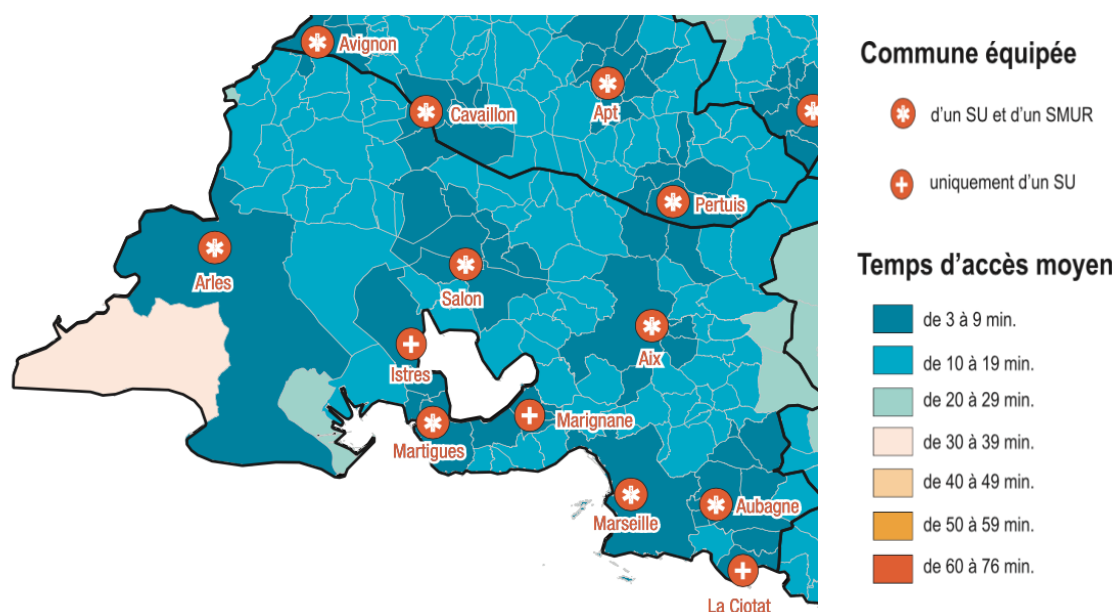 Avignon
Cavaillon
Apt
Pertuis
Arles
Salon
Aix
Istres
Marignane
Martigues
Marseille
Aubagne
La Ciotat
Commune équipée
d'un SU et d'un SMUR
uniquement d'un SU
Temps d'accès moyen
de 3 à 9 min.
de 10 à 19 min.
de 20 à 29 min.
de 30 à 39 min.
de 40 à 49 min.
de 50 à 59 min.
de 60 à 76 min.